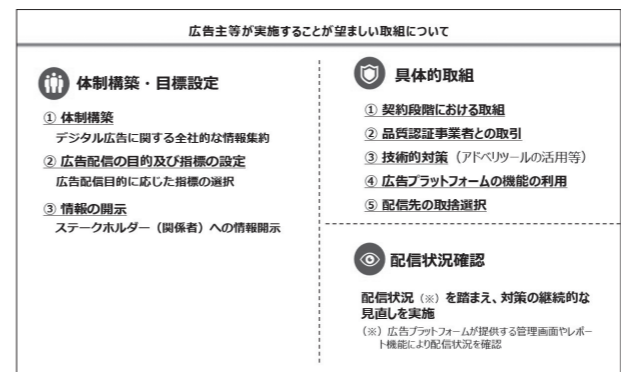 広告主等が実施することが望ましい取組について
体制構築・目標設定
① 体制構築
デジタル広告に関する全社的な情報集約
② 広告配信の目的及び指標の設定
広告配信目的に応じた指標の選択
③ 情報の開示
ステークホルダー（関係者）への情報開示
具体的取組
① 契約段階における取組
② 品質認証事業者との取引
③ 技術的対策（アドベリツールの活用等）
④ 広告プラットフォームの機能の利用
⑤ 配信先の取捨選択
配信状況確認
配信状況（※）を踏まえ、対策の継続的な
見直しを実施
（※）広告プラットフォームが提供する管理画面やレポー
ト機能により配信状況を確認